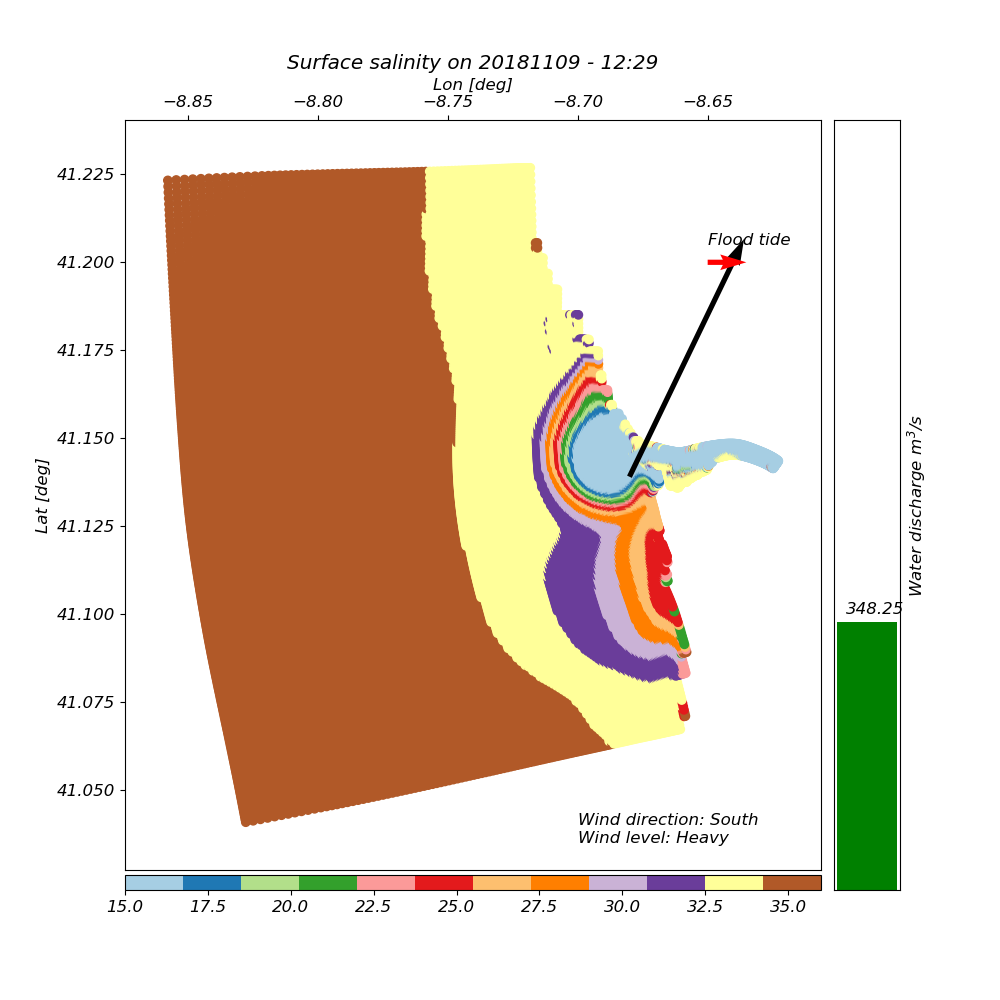 Surface salinity on 20181109 - 12:29
Lon [deg]
−8.85 −8.80 −8.75 −8.70 −8.65
41.225
41.200
41.175
41.150
41.125
41.100
41.075
41.050
Lat [deg]
Flood tide
Wind direction: South
Wind level: Heavy
348.25
Water discharge m³/s
15.0 17.5 20.0 22.5 25.0 27.5 30.0 32.5 35.0